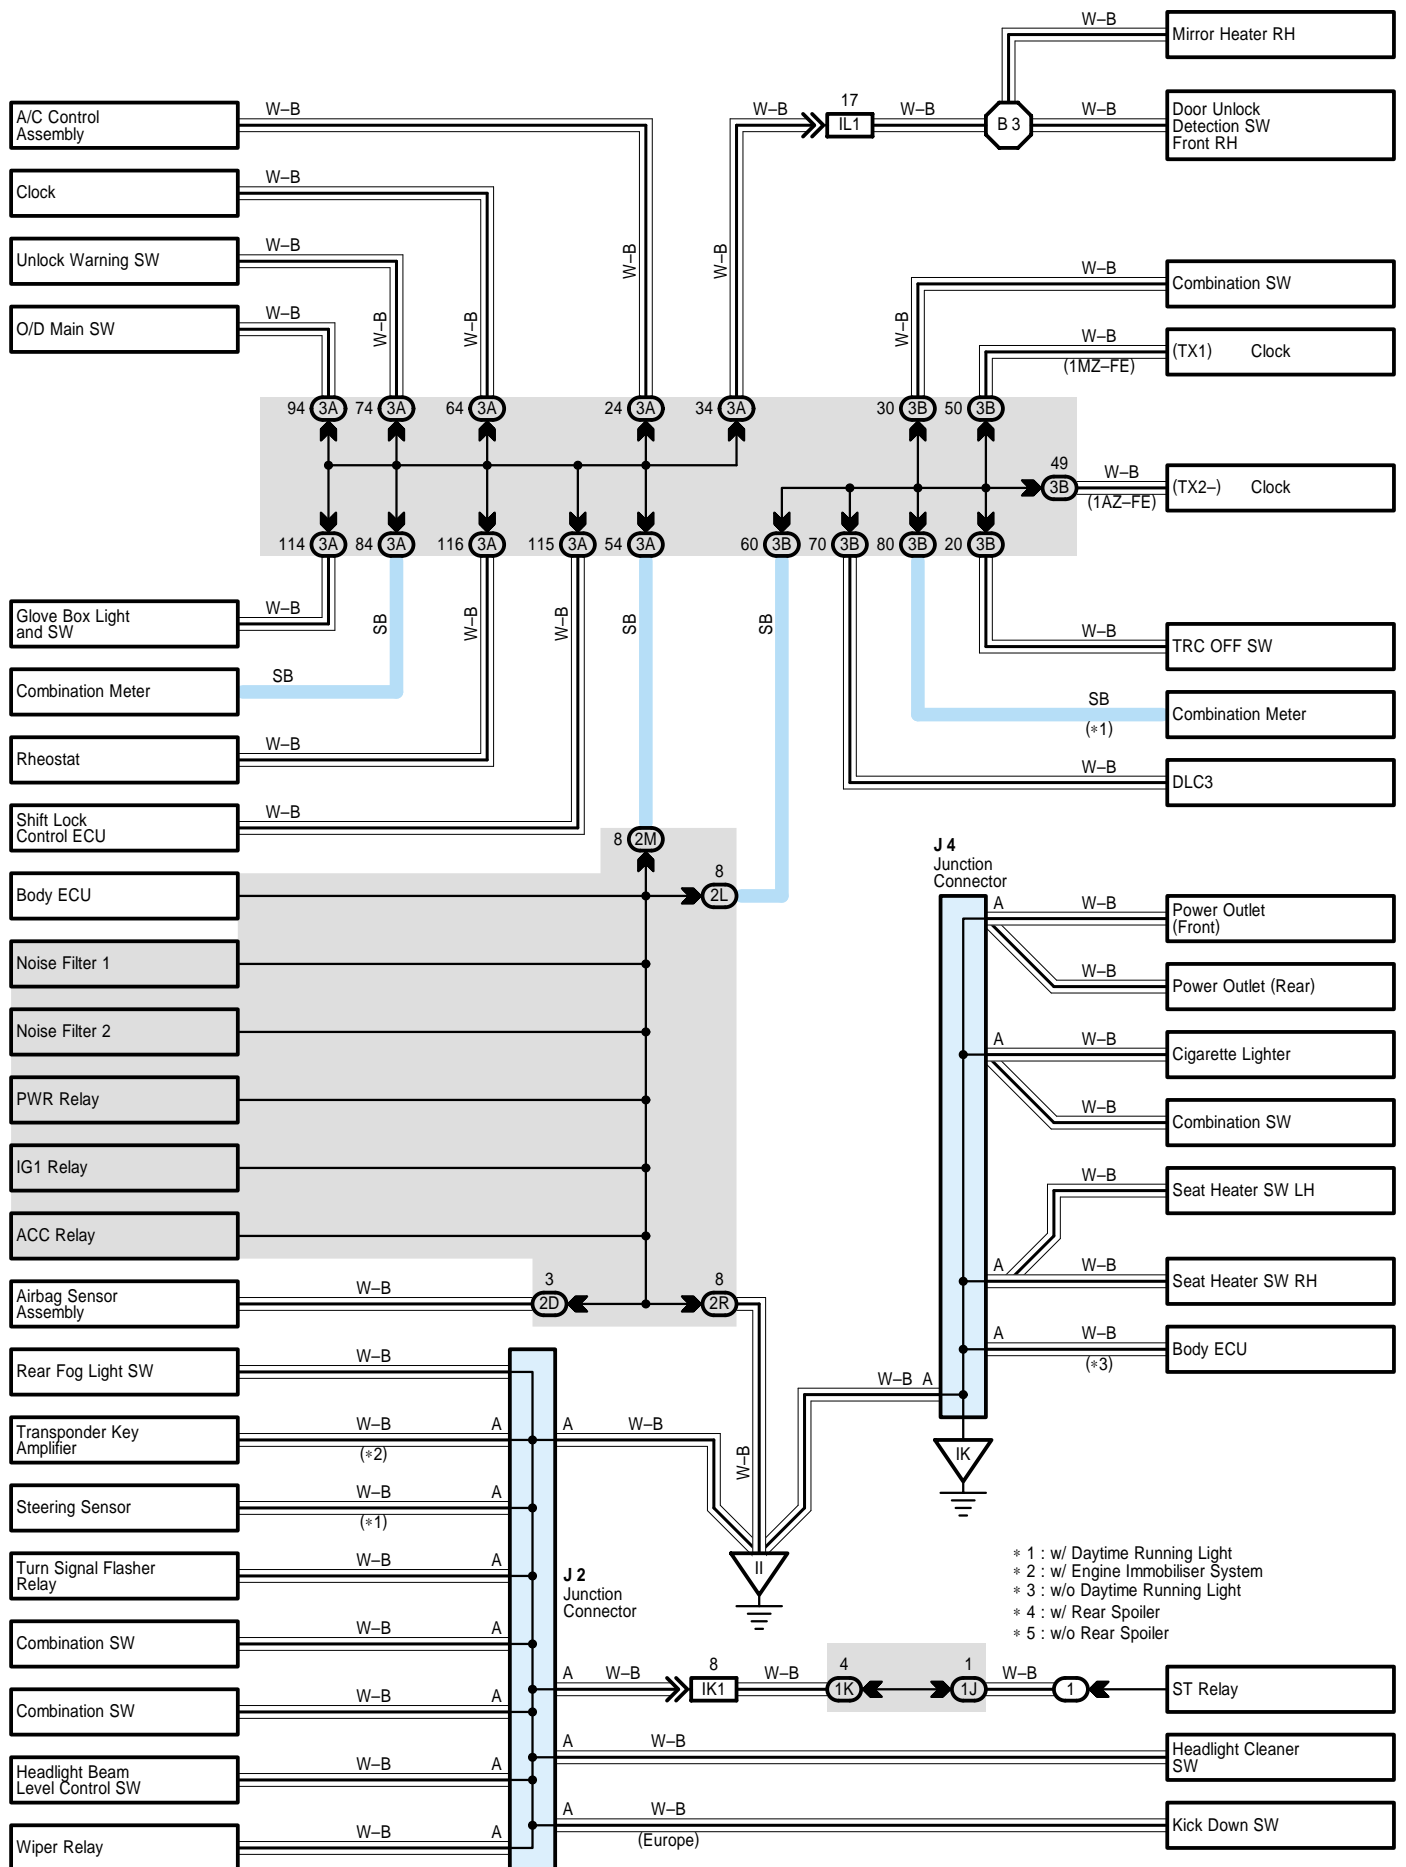 W–B
Mirror Heater RH
A/C Control
Assembly
W–B
W–B
17
IL1
W–B
B 3
W–B
Door Unlock
Detection SW
Front RH
Clock
W–B
Unlock Warning SW
W–B
W–B
W–B
W–B
Combination SW
O/D Main SW
W–B
W–B
W–B
W–B
W–B
(1MZ–FE)
(TX1) Clock
94 3A
74 3A
64 3A
24 3A
34 3A
30 3B
50 3B
49
3B
W–B
(1AZ–FE)
(TX2–) Clock
114 3A
84 3A
116 3A
115 3A
54 3A
60 3B
70 3B
80 3B
20 3B
Glove Box Light
and SW
W–B
SB
W–B
W–B
SB
SB
W–B
TRC OFF SW
Combination Meter
SB
SB
(∗1)
Combination Meter
Rheostat
W–B
W–B
DLC3
Shift Lock
Control ECU
W–B
8 2M
J 4
Junction
Connector
Body ECU
8
2L
A
W–B
Power Outlet
(Front)
Noise Filter 1
W–B
Power Outlet (Rear)
Noise Filter 2
A
W–B
Cigarette Lighter
PWR Relay
W–B
Combination SW
IG1 Relay
W–B
Seat Heater SW LH
ACC Relay
A
W–B
Seat Heater SW RH
Airbag Sensor
Assembly
W–B
3
2D
8
2R
A
W–B
(∗3)
Body ECU
Rear Fog Light SW
W–B
W–B A
Transponder Key
Amplifier
W–B
(∗2)
A
A
W–B
W–B
IK
Steering Sensor
W–B
(∗1)
A
Turn Signal Flasher
Relay
W–B
A
J 2
Junction
Connector
II
∗ 1 : w/ Daytime Running Light
∗ 2 : w/ Engine Immobiliser System
∗ 3 : w/o Daytime Running Light
∗ 4 : w/ Rear Spoiler
∗ 5 : w/o Rear Spoiler
Combination SW
W–B
A
A
W–B
8
IK1
W–B
4
1K
1
1J
W–B
1
ST Relay
Combination SW
W–B
A
A
W–B
Headlight Cleaner
SW
Headlight Beam
Level Control SW
W–B
A
A
W–B
(Europe)
Kick Down SW
Wiper Relay
W–B
A